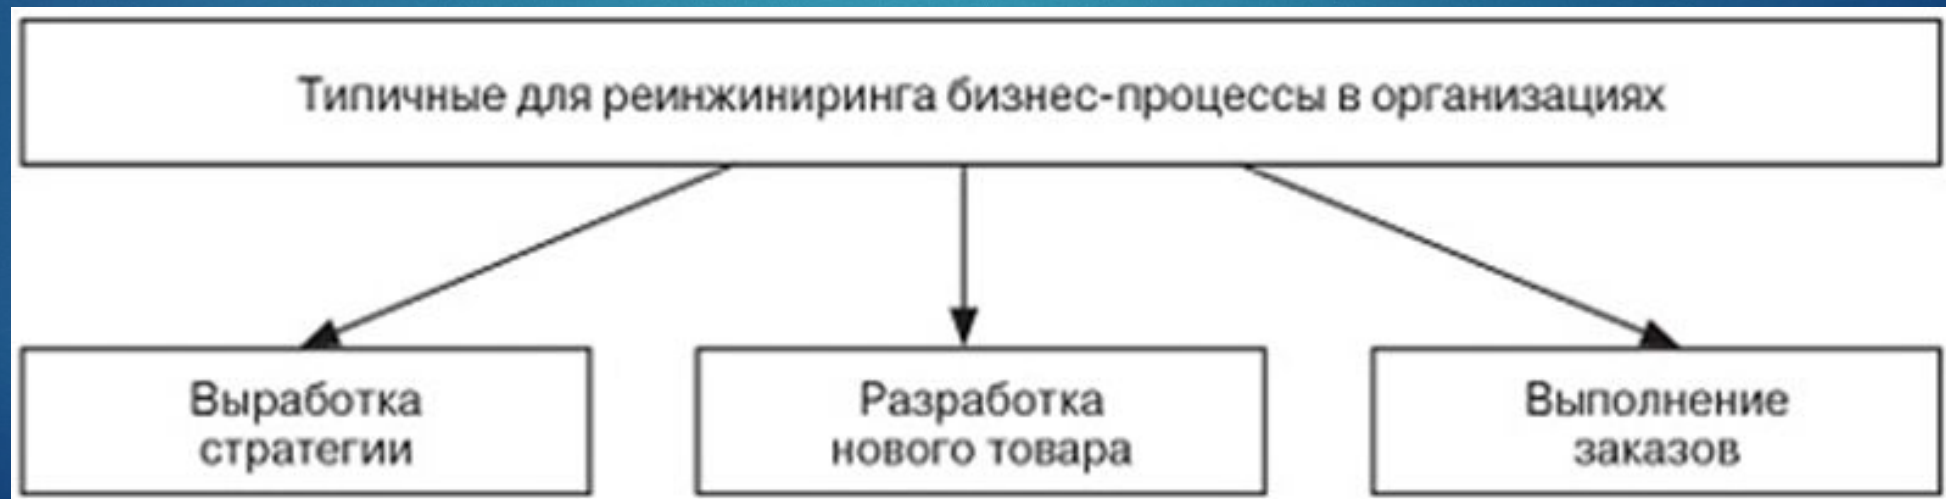 Типичные для реинжиниринга бизнес-процессы в организациях
Выработка
стратегии
Разработка
нового товара
Выполнение
заказов